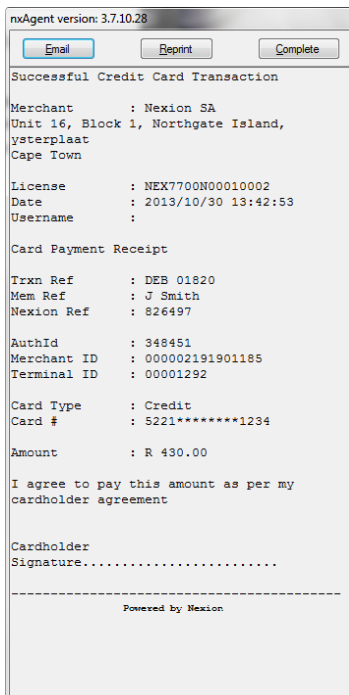 nxAgent version: 3.7.10.28
Email Reprint Complete
Successful Credit Card Transaction
Merchant : Nexion SA
Unit 16, Block 1, Northgate Island,
ysterplaat
Cape Town
License : NEX7700N00010002
Date : 2013/10/30 13:42:53
Username :
Card Payment Receipt
Trxn Ref : DEB 01820
Mem Ref : J Smith
Nexion Ref : 826497
AuthId : 348451
Merchant ID : 000002191901185
Terminal ID : 00001292
Card Type : Credit
Card # : 5221********1234
Amount : R 430.00
I agree to pay this amount as per my
cardholder agreement
Cardholder
Signature.........................
------------------------------------------
Powered by Nexion